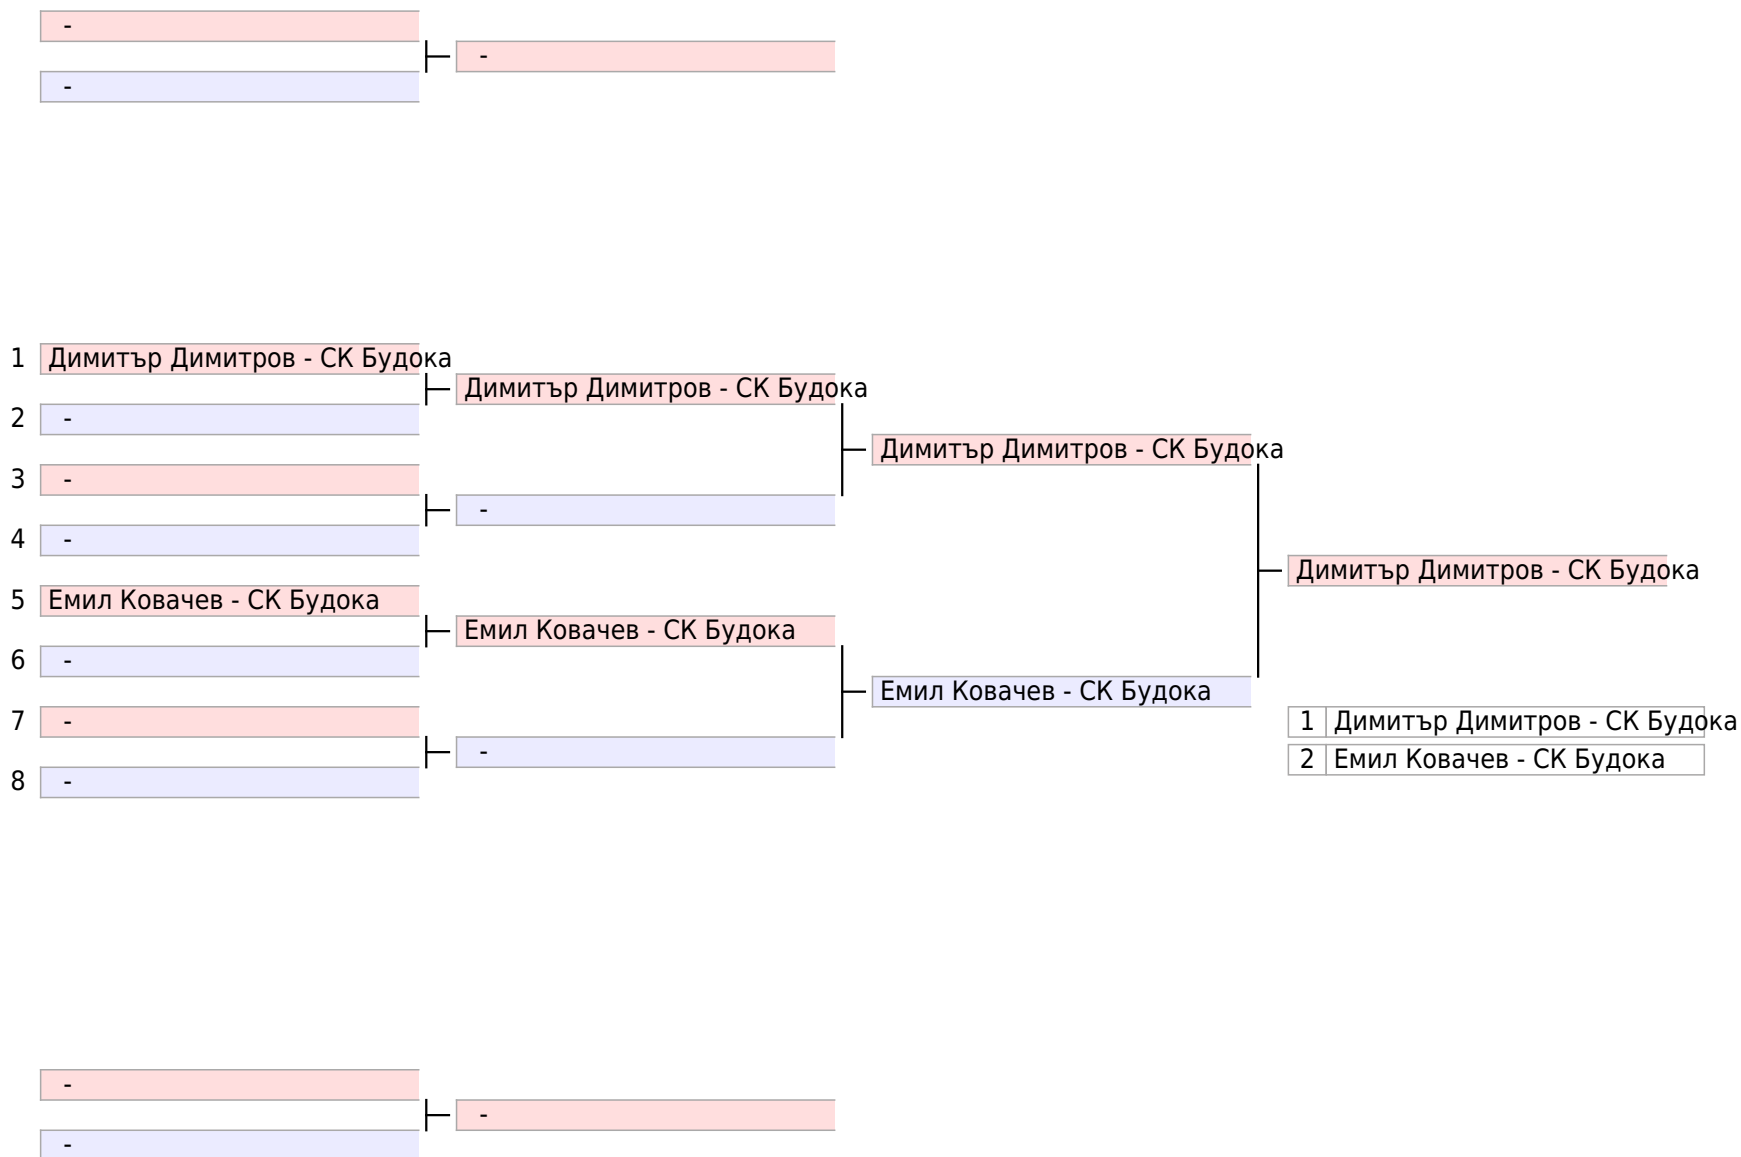 -
-
-
1 Димитър Димитров - СК Будока
Димитър Димитров - СК Будока
2 -
Димитър Димитров - СК Будока
3 -
-
4 -
Димитър Димитров - СК Будока
5 Емил Ковачев - СК Будока
Емил Ковачев - СК Будока
6 -
Емил Ковачев - СК Будока
7 -
1 Димитър Димитров - СК Будока
-
2 Емил Ковачев - СК Будока
8 -
-
-
-